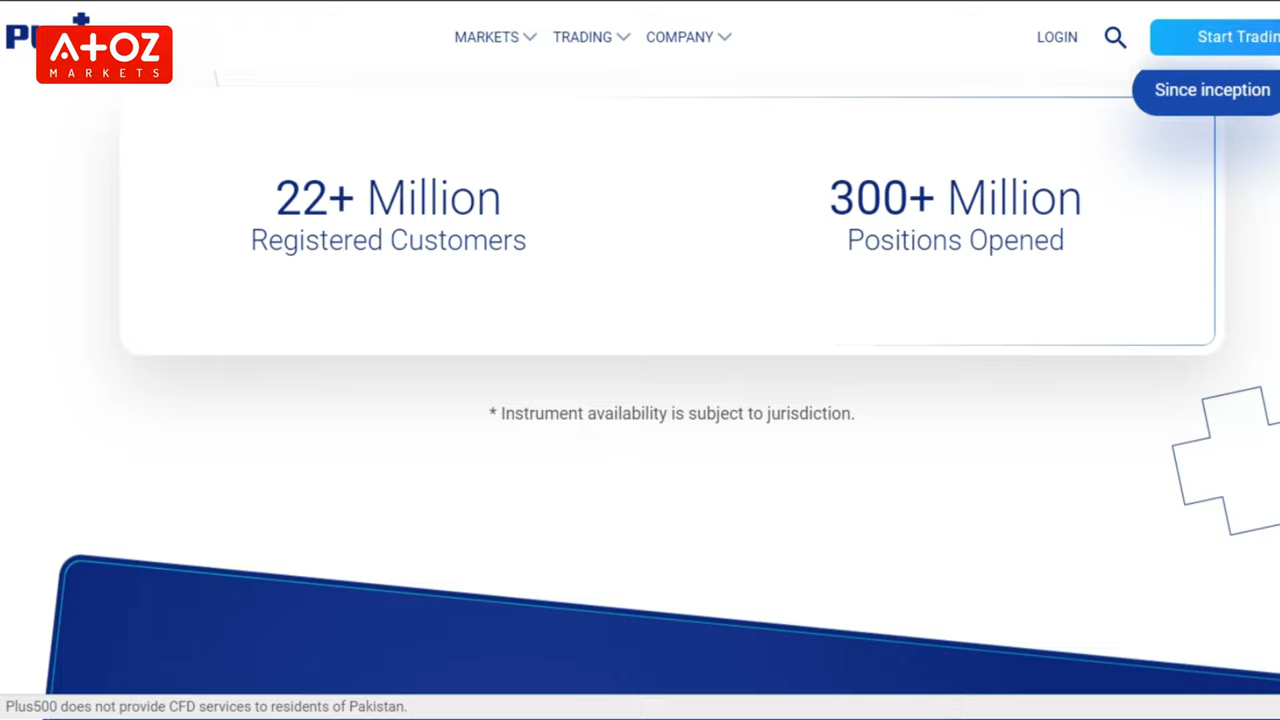 A+OZ
MARKETS
MARKETS TRADING COMPANY LOGIN Start Tradin
Since inception
22+ Million
Registered Customers
300+ Million
Positions Opened
* Instrument availability is subject to jurisdiction.
Plus500 does not provide CFD services to residents of Pakistan.